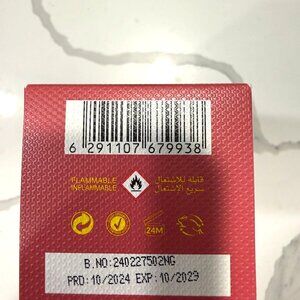 6 291107 679938
FLAMMABLE قابلة للاشتعال
INFLAMMABLE سريع الاشتعال
24M
B.NO:240227502NG
PRD:10/2024 EXP:10/2029